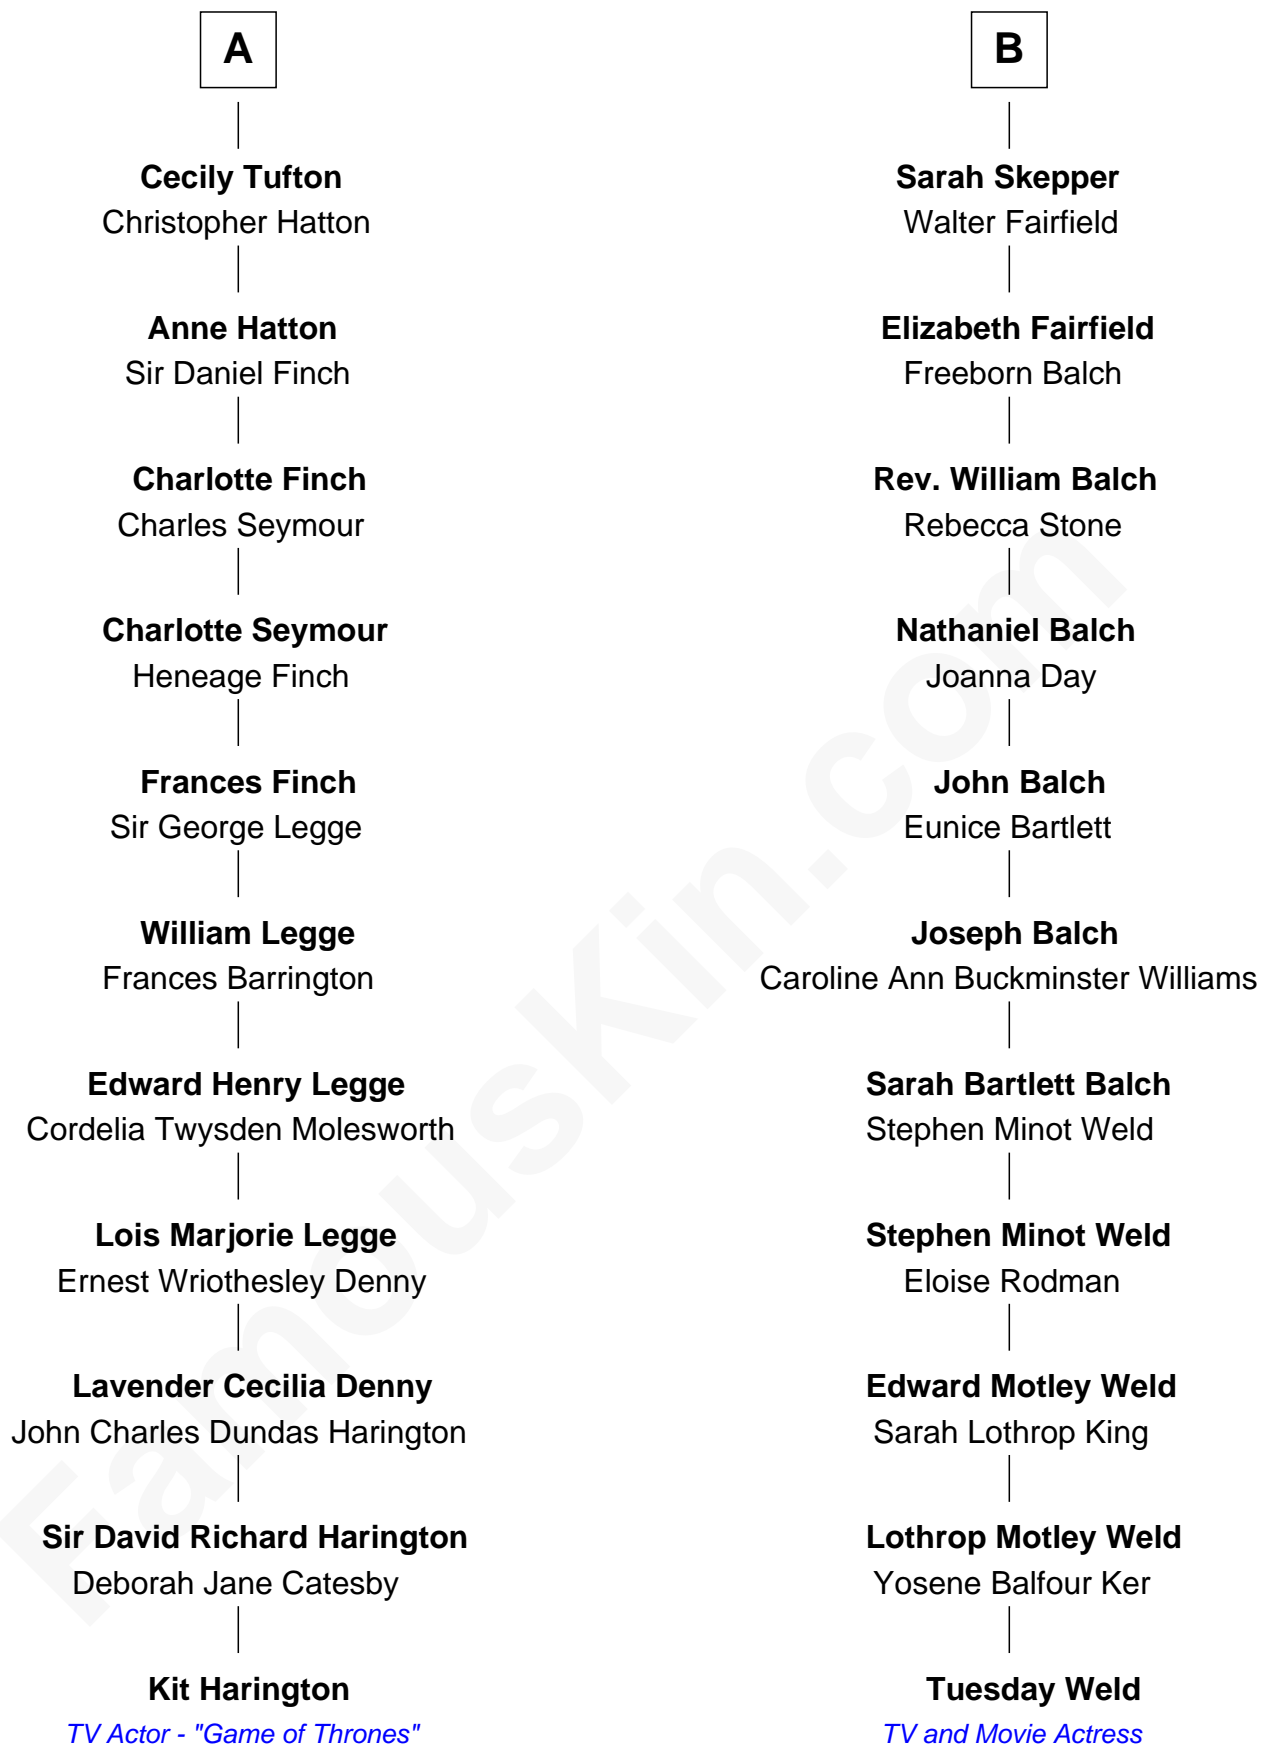 A
Cecily Tufton
Christopher Hatton
Anne Hatton
Sir Daniel Finch
Charlotte Finch
Charles Seymour
Charlotte Seymour
Heneage Finch
Frances Finch
Sir George Legge
William Legge
Frances Barrington
Edward Henry Legge
Cordelia Twysden Molesworth
Lois Marjorie Legge
Ernest Wriothesley Denny
Lavender Cecilia Denny
John Charles Dundas Harington
Sir David Richard Harington
Deborah Jane Catesby
Kit Harington
TV Actor - "Game of Thrones"
B
Sarah Skepper
Walter Fairfield
Elizabeth Fairfield
Freeborn Balch
Rev. William Balch
Rebecca Stone
Nathaniel Balch
Joanna Day
John Balch
Eunice Bartlett
Joseph Balch
Caroline Ann Buckminster Williams
Sarah Bartlett Balch
Stephen Minot Weld
Stephen Minot Weld
Eloise Rodman
Edward Motley Weld
Sarah Lothrop King
Lothrop Motley Weld
Yosene Balfour Ker
Tuesday Weld
TV and Movie Actress
FamousKin.com